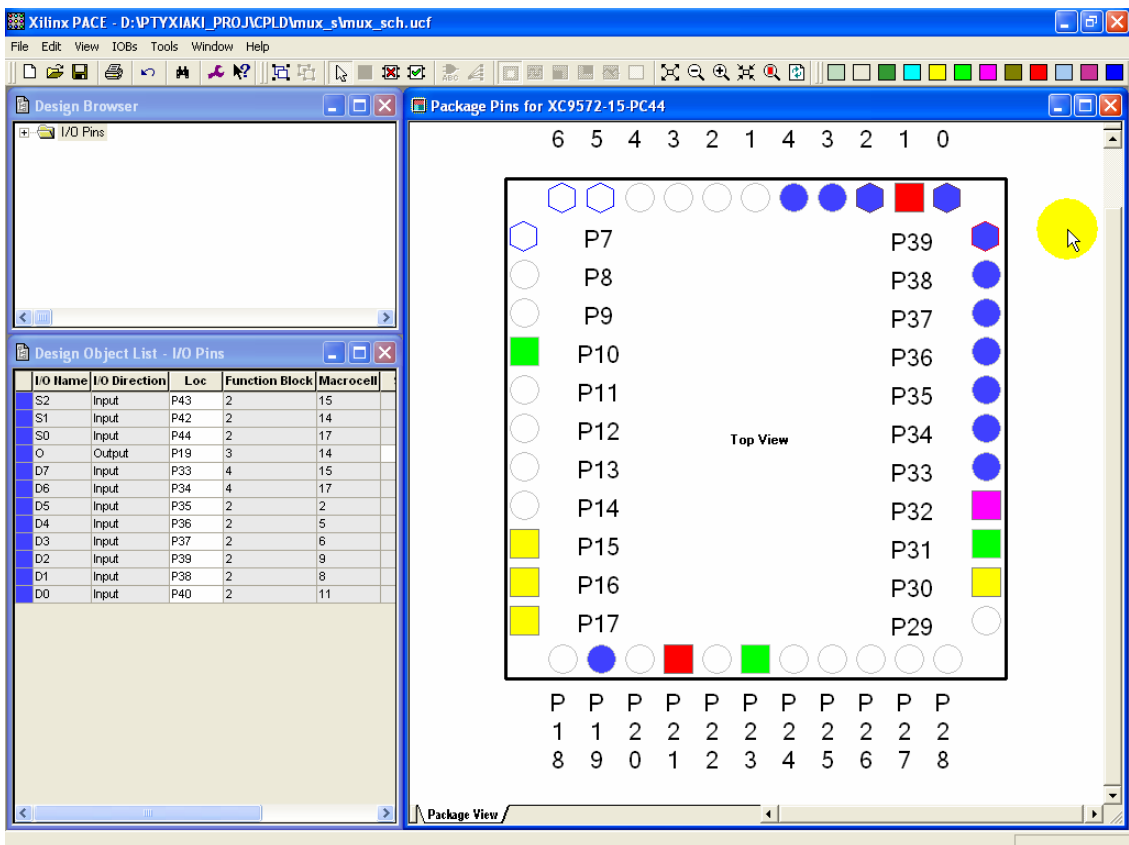 Xilinx PACE - D:\PTYXIAKI_PROJ\CPLD\mux_s\mux_sch.ucf
File Edit View IOBs Tools Window Help
Design Browser
I/O Pins
Design Object List - I/O Pins
I/O Name I/O Direction Loc Function Block Macrocell
S2 Input P43 2 15
S1 Input P42 2 14
S0 Input P44 2 17
O Output P19 3 14
D7 Input P33 4 15
D6 Input P34 4 17
D5 Input P35 2 2
D4 Input P36 2 5
D3 Input P37 2 6
D2 Input P39 2 9
D1 Input P38 2 8
D0 Input P40 2 11
Package Pins for XC9572-15-PC44
6 5 4 3 2 1 4 3 2 1 0
P7 P39
P8 P38
P9 P37
P10 P36
P11 P35
P12 Top View P34
P13 P33
P14 P32
P15 P31
P16 P30
P17 P29
P P P P P P P P P P P
1 1 2 2 2 2 2 2 2 2 2
8 9 0 1 2 3 4 5 6 7 8
Package View